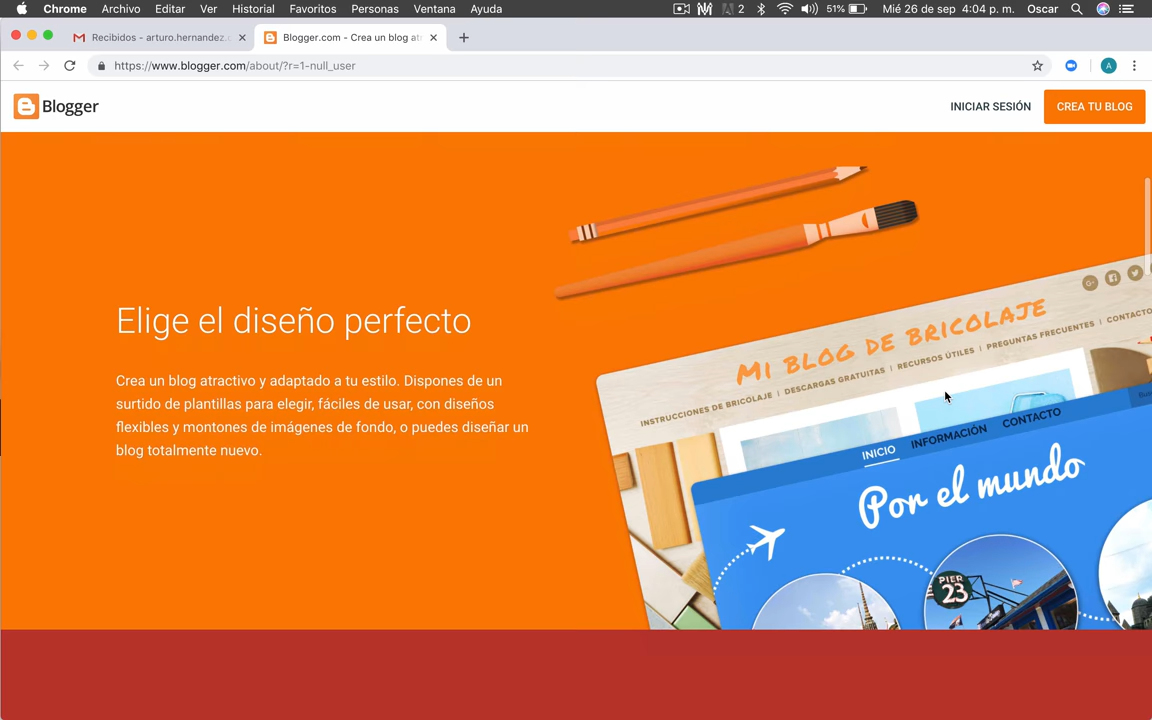 Chrome Archivo Editar Ver Historial Favoritos Personas Ventana Ayuda 2 51% Mié 26 de sep 4:04 p. m. Oscar
Recibidos - arturo.hernandez. Blogger.com - Crea un blog at
https://www.blogger.com/about/?r=1-null_user A
Blogger INICIAR SESIÓN CREA TU BLOG
Elige el diseño perfecto
Crea un blog atractivo y adaptado a tu estilo. Dispones de un
surtido de plantillas para elegir, fáciles de usar, con diseños
flexibles y montones de imágenes de fondo, o puedes diseñar un
blog totalmente nuevo.
MI BLOG DE BRICOLAJE
INSTRUCCIONES DE BRICOLAJE | DESCARGAS GRATUITAS | RECURSOS ÚTILES | PREGUNTAS FRECUENTES | CONTACTO
INICIO INFORMACIÓN CONTACTO
Por el mundo
PIER
23